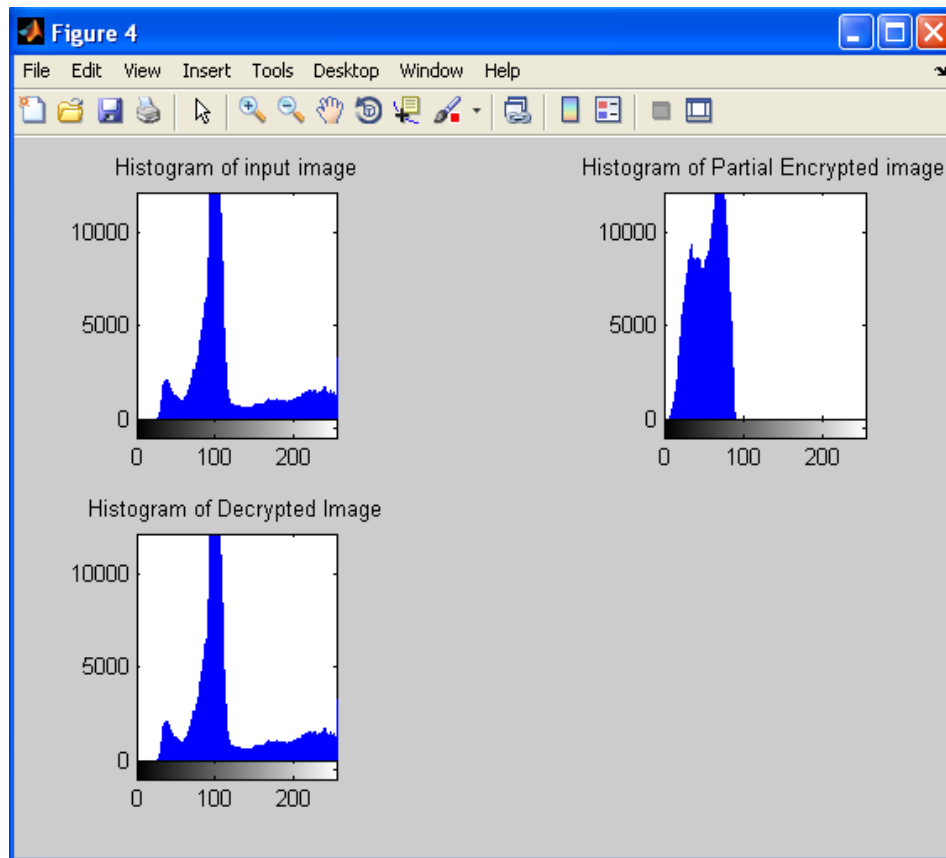 Figure 4
File Edit View Insert Tools Desktop Window Help
Histogram of input image
10000
5000
0
0 100 200
Histogram of Partial Encrypted image
10000
5000
0
0 100 200
Histogram of Decrypted Image
10000
5000
0
0 100 200